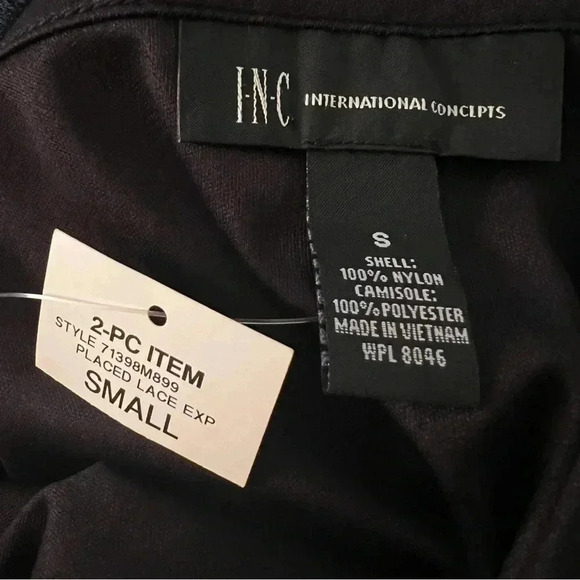 I·N·C INTERNATIONAL CONCEPTS
S
SHELL:
100% NYLON
CAMISOLE:
100% POLYESTER
MADE IN VIETNAM
WPL 8046
2-PC ITEM
STYLE 71398M899
PLACED LACE EXP
SMALL